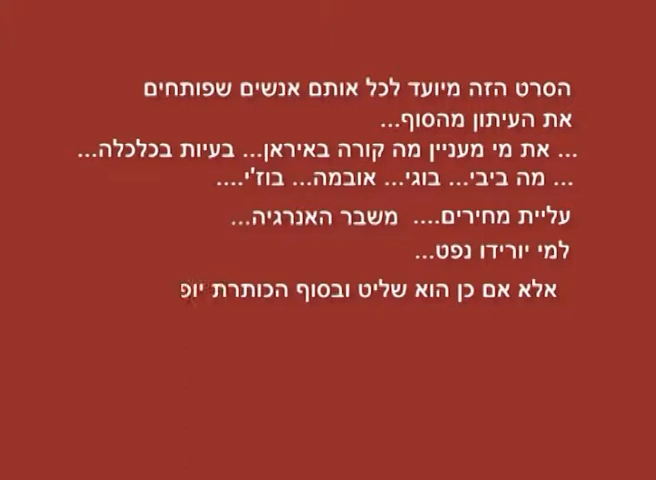 הסרט הזה מיועד לכל אותם אנשים שפותחים
את העיתון מהסוף...
... את מי מעניין מה קורה באיראן... בעיות בכלכלה...
... מה ביבי... בוגי... אובמה... בוז'י....
עליית מחירים.... משבר האנרגיה...
למי יורידו נפט...
אלא אם כן הוא שליט ובסוף הכותרת יופ